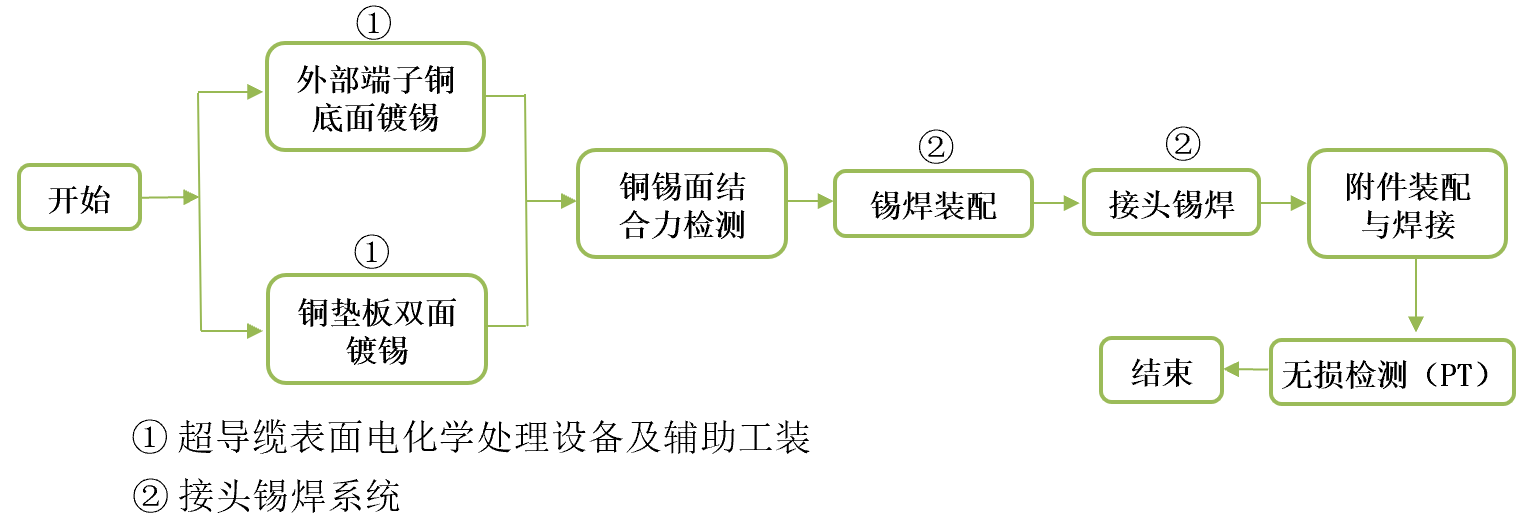 ①
外部端子铜
底面镀锡
开始
①
铜垫板双面
镀锡
铜锡面结
合力检测
②
锡焊装配
②
接头锡焊
附件装配
与焊接
无损检测（PT）
结束
① 超导缆表面电化学处理设备及辅助工装
② 接头锡焊系统